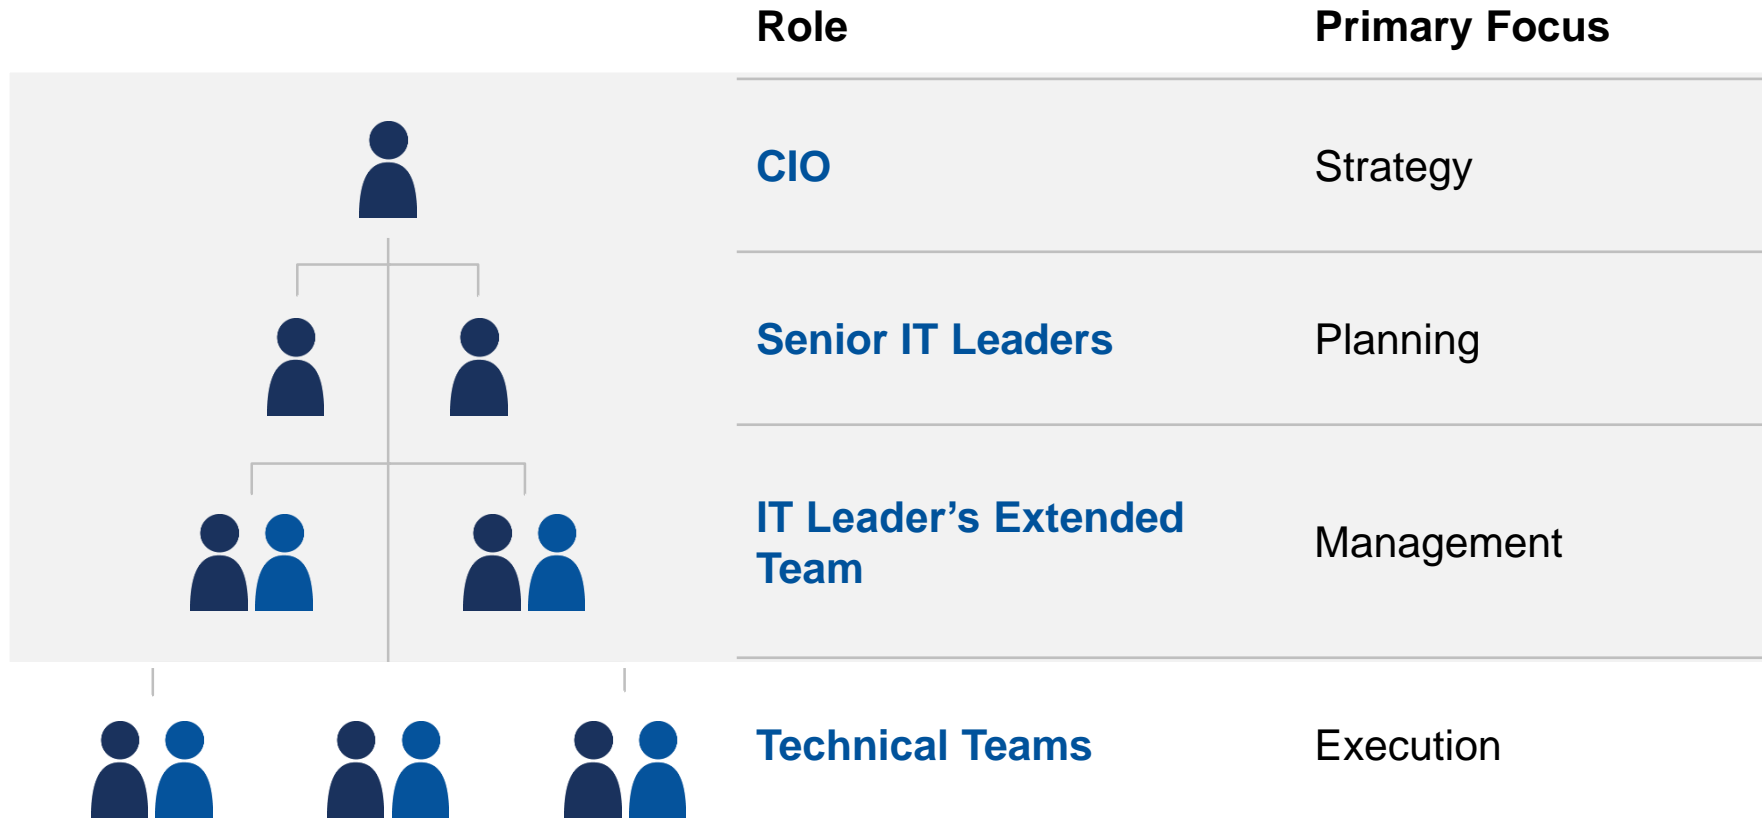 Role Primary Focus
CIO Strategy
Senior IT Leaders Planning
IT Leader’s Extended
Team
Management
Technical Teams Execution